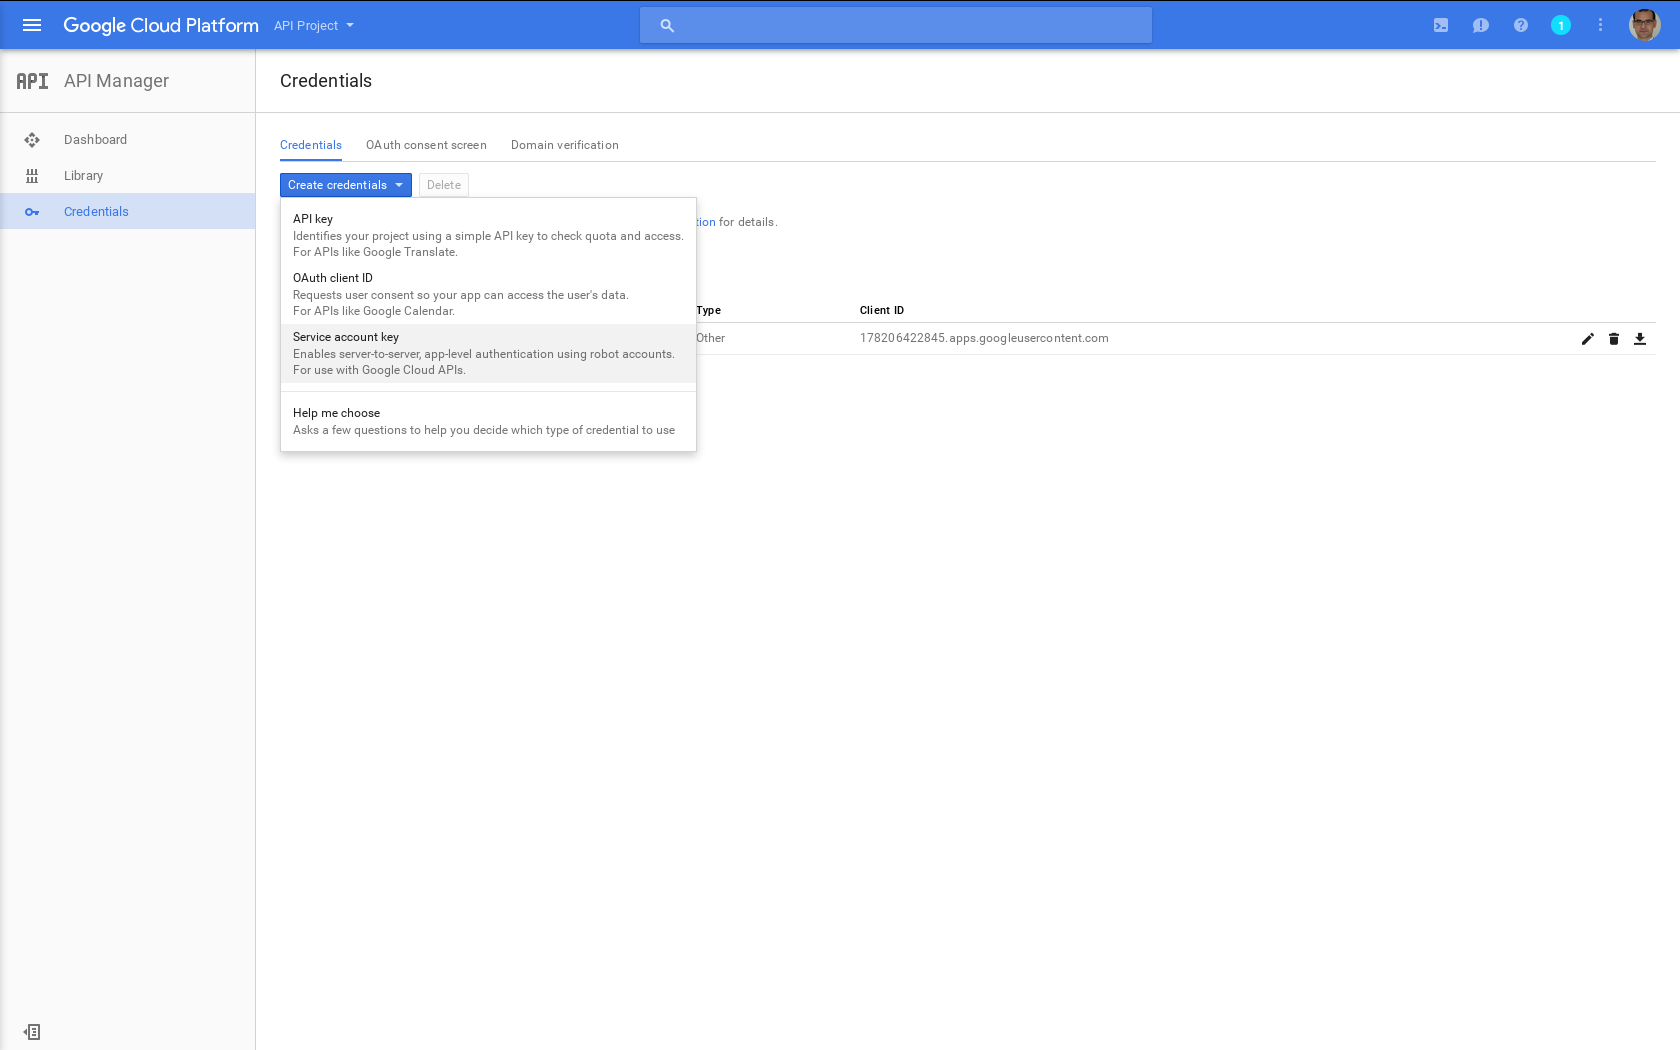 Google Cloud Platform API Project
1
API API Manager
Credentials
Dashboard
Library
Credentials
Credentials OAuth consent screen Domain verification
Create credentials Delete
API key
Identifies your project using a simple API key to check quota and access.
For APIs like Google Translate.
OAuth client ID
Requests user consent so your app can access the user's data.
For APIs like Google Calendar.
Service account key
Enables server-to-server, app-level authentication using robot accounts.
For use with Google Cloud APIs.
Help me choose
Asks a few questions to help you decide which type of credential to use
tion for details.
Type Client ID
Other 178206422845.apps.googleusercontent.com